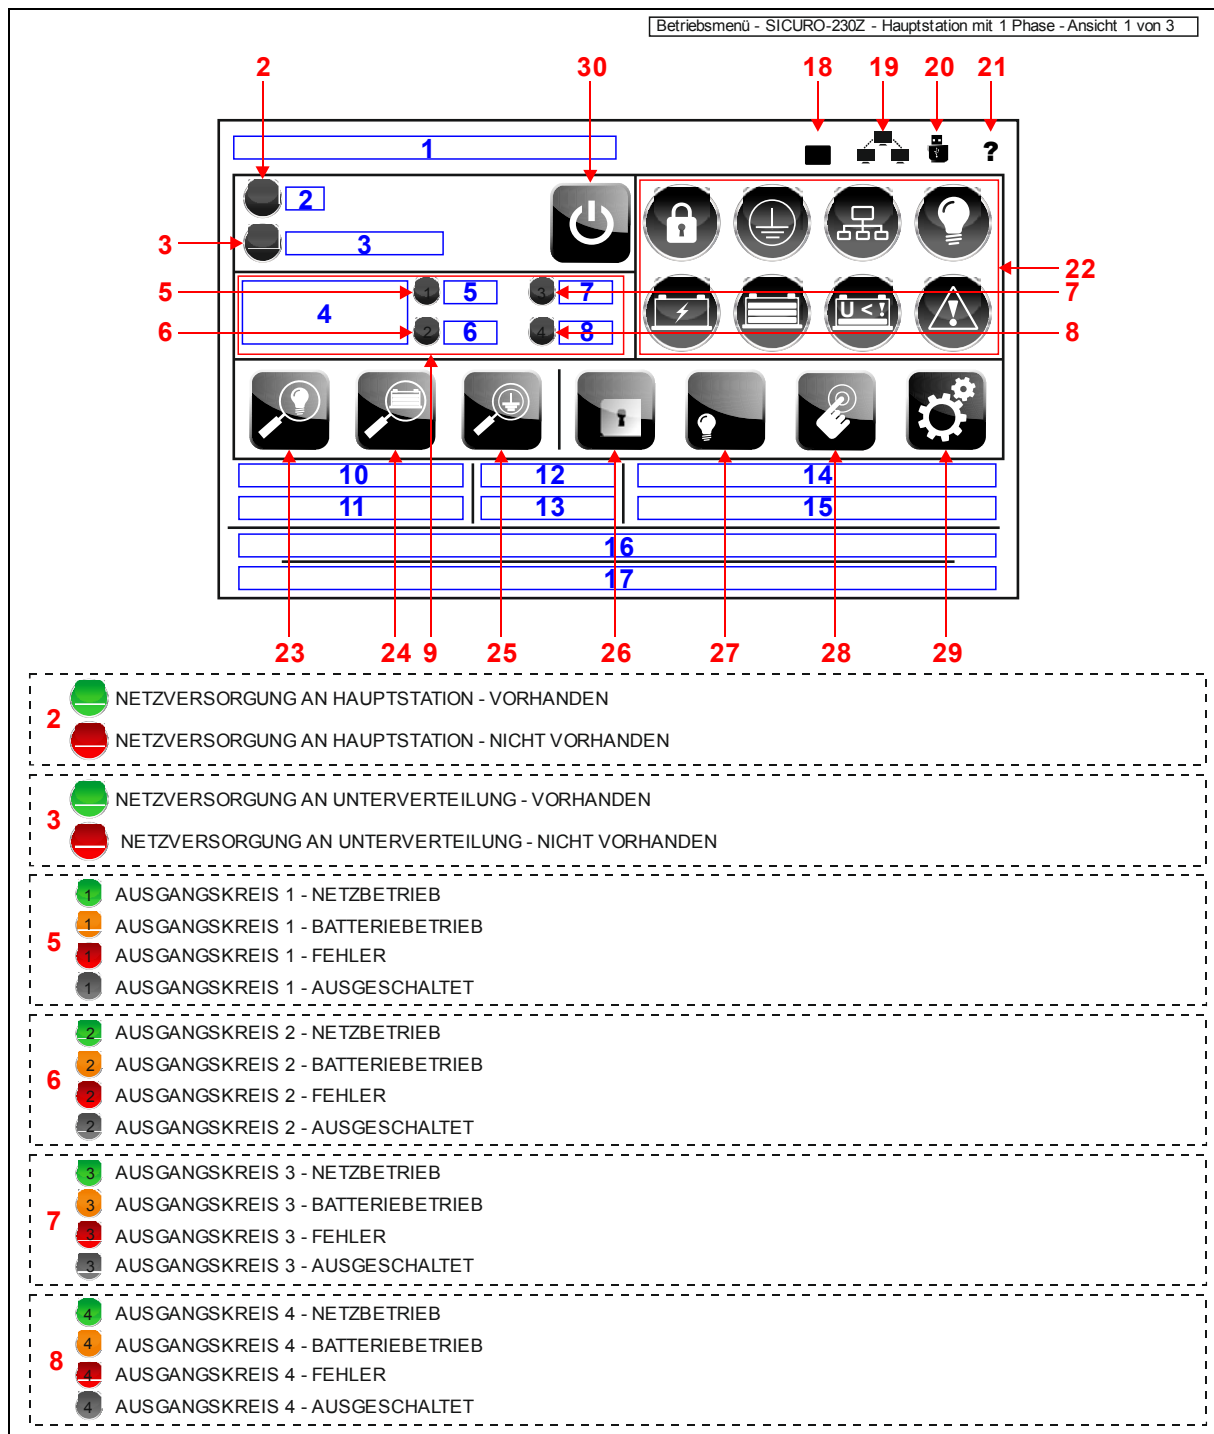 Betriebsmenü - SICURO-230Z - Hauptstation mit 1 Phase - Ansicht 1 von 3
2 30 18 19 20 21
1 ?
2
3 3
22
5 1 5 3 7 7
4
6 2 6 4 8 8
U < !
10 12 14
11 13 15
16
17
23 24 9 25 26 27 28 29
2
NETZVERSORGUNG AN HAUPTSTATION - VORHANDEN
NETZVERSORGUNG AN HAUPTSTATION - NICHT VORHANDEN
3
NETZVERSORGUNG AN UNTERVERTEILUNG - VORHANDEN
NETZVERSORGUNG AN UNTERVERTEILUNG - NICHT VORHANDEN
5
1 AUSGANGSKREIS 1 - NETZBETRIEB
1 AUSGANGSKREIS 1 - BATTERIEBETRIEB
1 AUSGANGSKREIS 1 - FEHLER
1 AUSGANGSKREIS 1 - AUSGESCHALTET
6
2 AUSGANGSKREIS 2 - NETZBETRIEB
2 AUSGANGSKREIS 2 - BATTERIEBETRIEB
2 AUSGANGSKREIS 2 - FEHLER
2 AUSGANGSKREIS 2 - AUSGESCHALTET
7
3 AUSGANGSKREIS 3 - NETZBETRIEB
3 AUSGANGSKREIS 3 - BATTERIEBETRIEB
3 AUSGANGSKREIS 3 - FEHLER
3 AUSGANGSKREIS 3 - AUSGESCHALTET
8
4 AUSGANGSKREIS 4 - NETZBETRIEB
4 AUSGANGSKREIS 4 - BATTERIEBETRIEB
4 AUSGANGSKREIS 4 - FEHLER
4 AUSGANGSKREIS 4 - AUSGESCHALTET